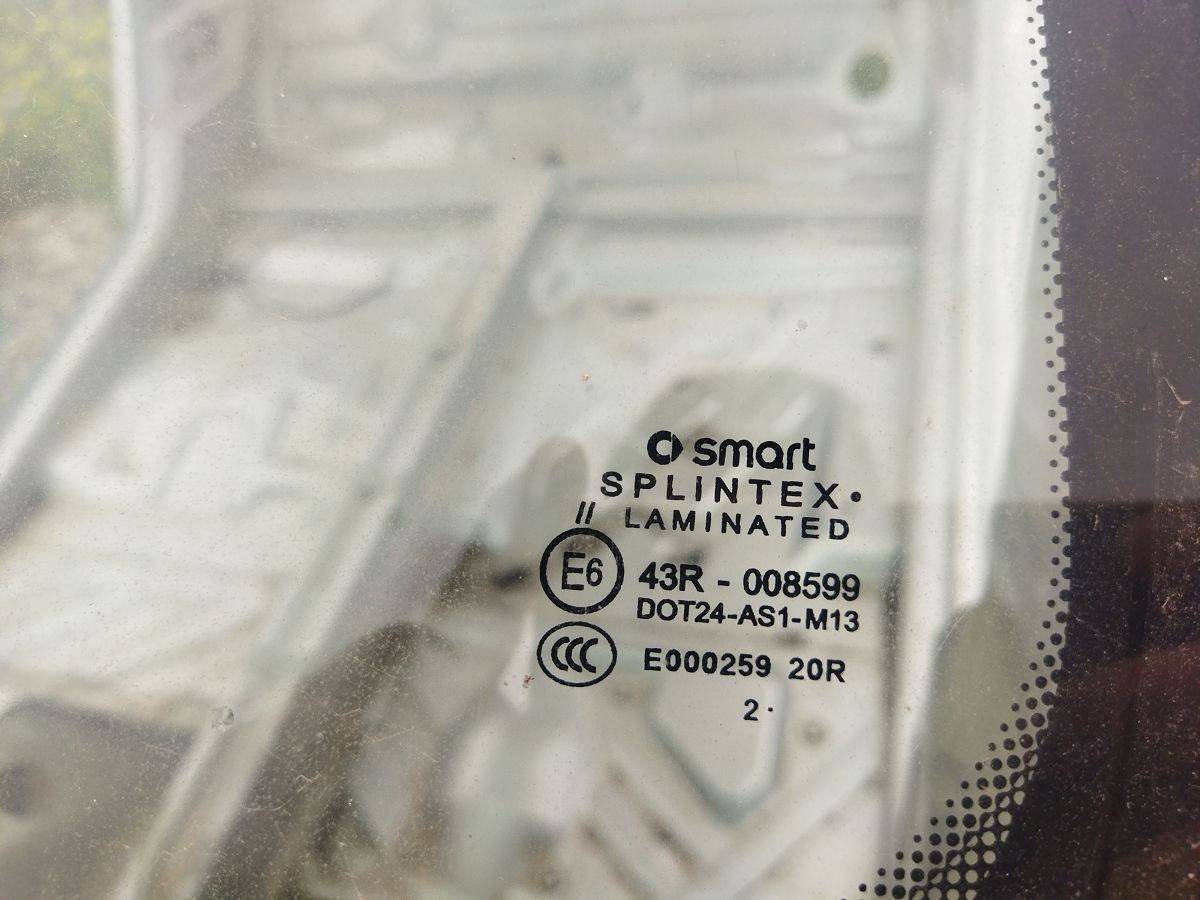 smart
SPLINTEX•
// LAMINATED
E6 43R - 008599
DOT24-AS1-M13
CCC E000259 20R
2 ·